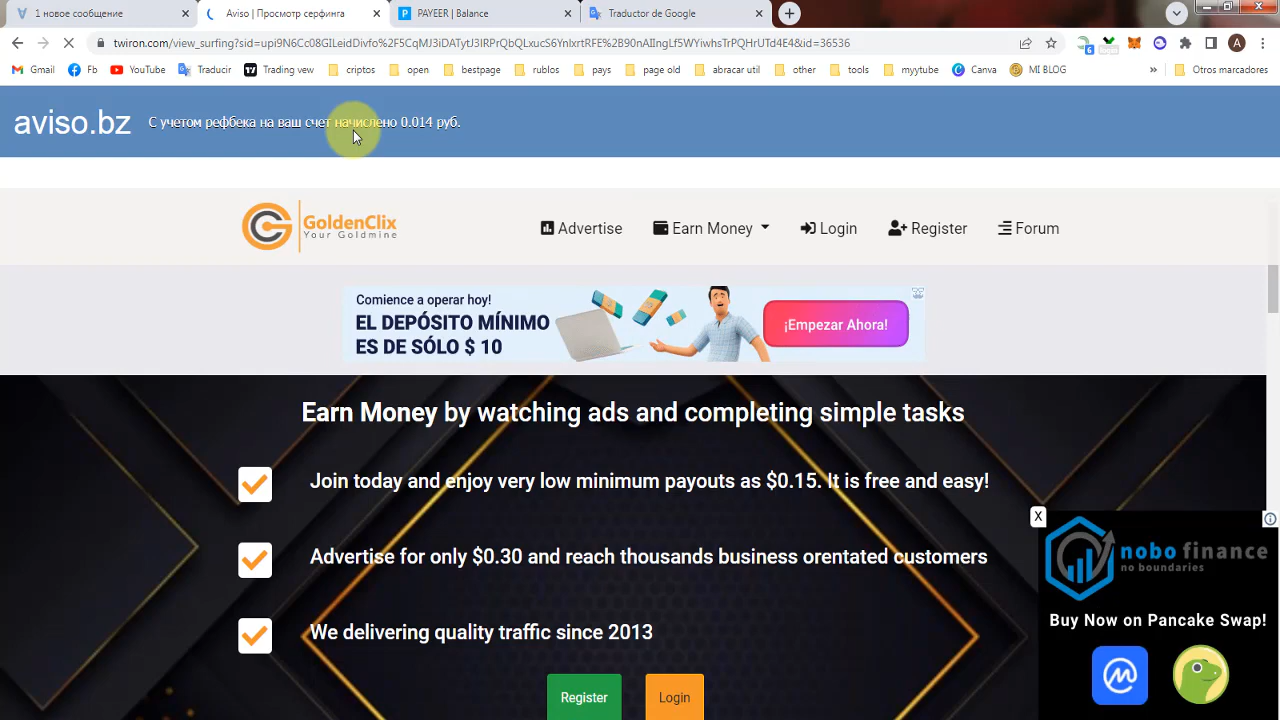 1 новое сообщение
Aviso | Просмотр серфинга
PAYEER | Balance
Traductor de Google
twiron.com/view_surfing?sid=upi9N6Cc08GILeidDivfo%2F5CqMJ3lDATytJ3RPrQbQLxucS6YnlxrtRFE%2B90nAIIngLf5WYiwhsTrPQHrUTd4E4&id=36536
A
Gmail
Fb
YouTube
Traducir
Trading vew
criptos
open
bestpage
rublos
pays
page old
abracar util
other
tools
myytube
Canva
MI BLOG
»
Otros marcadores
aviso.bz
С учетом рефбека на ваш счет начислено 0.014 руб.
GoldenClix
Your Goldmine
Advertise
Earn Money
Login
Register
Forum
Comience a operar hoy!
EL DEPÓSITO MÍNIMO
ES DE SÓLO $ 10
¡Empezar Ahora!
Earn Money by watching ads and completing simple tasks
Join today and enjoy very low minimum payouts as $0.15. It is free and easy!
Advertise for only $0.30 and reach thousands business orentated customers
We delivering quality traffic since 2013
Register
Login
X
nobo finance
no boundaries
Buy Now on Pancake Swap!